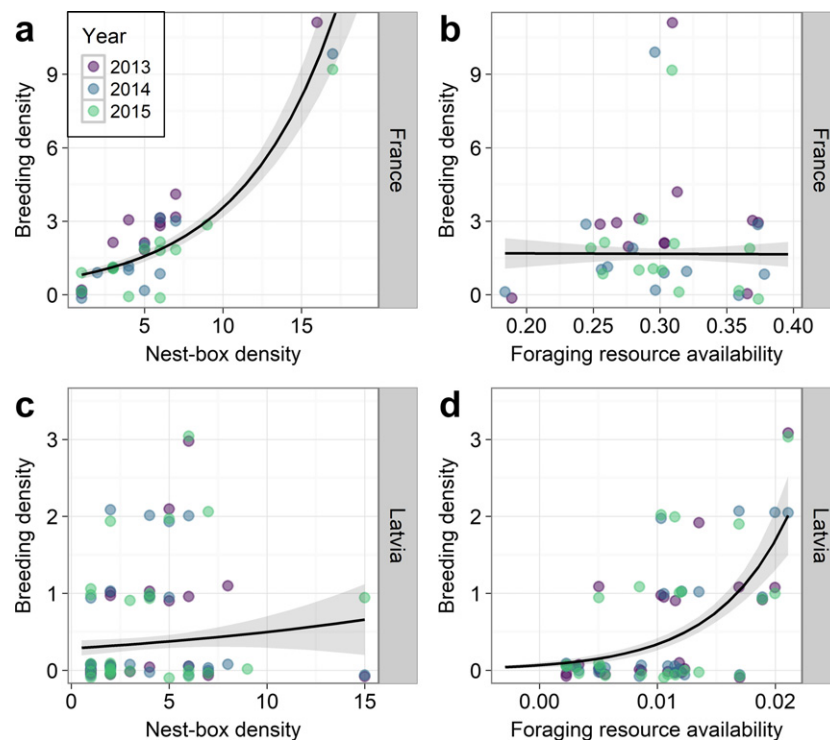 a
Year
2013
2014
2015
Breeding density
0
3
6
9
5
10
15
Nest-box density
France
b
Breeding density
0
3
6
9
0.20
0.25
0.30
0.35
0.40
Foraging resource availability
France
c
Breeding density
0
1
2
3
0
5
10
15
Nest-box density
Latvia
d
Breeding density
0
1
2
3
0.00
0.01
0.02
Foraging resource availability
Latvia